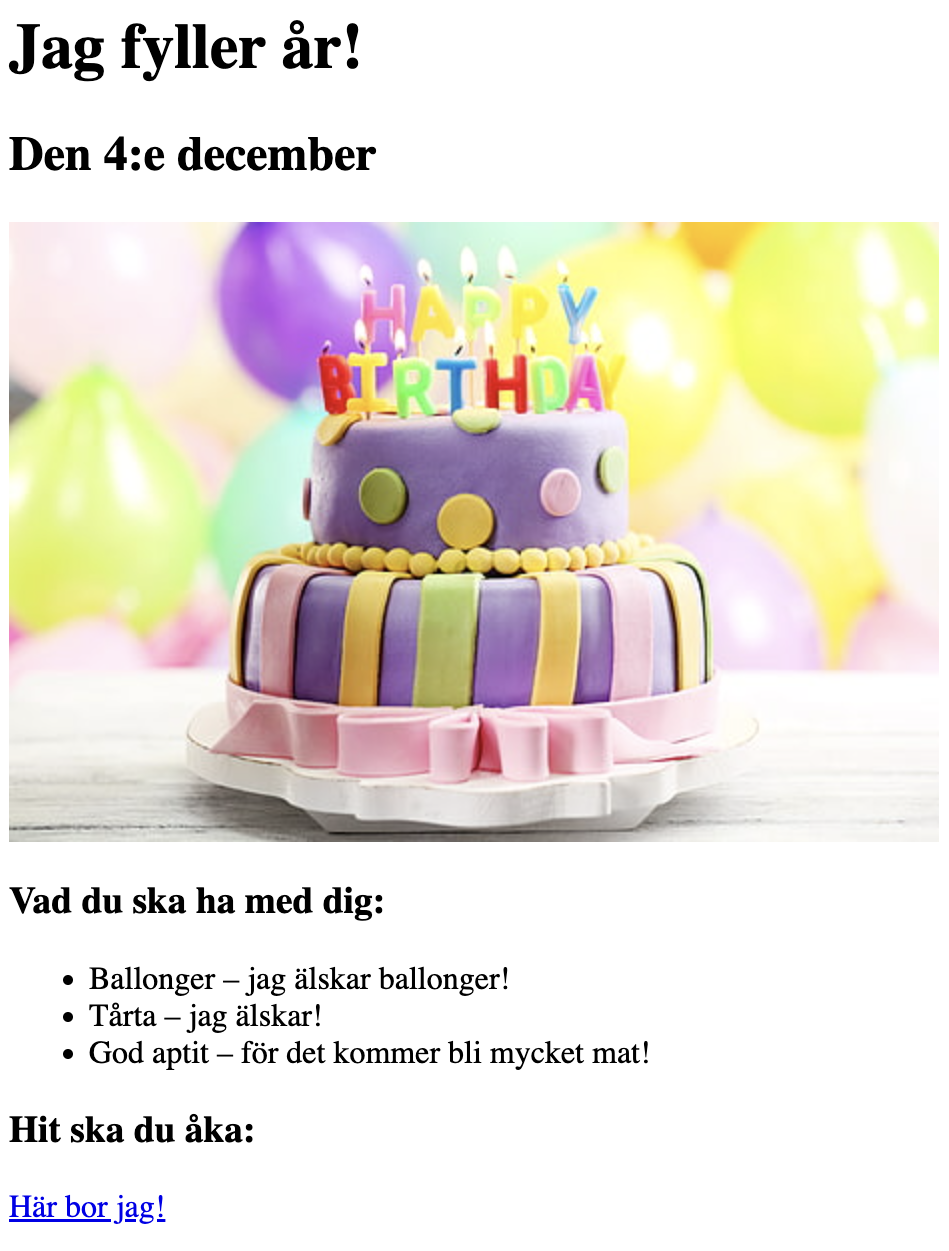 Jag fyller år!
Den 4:e december
HAPPY
BIRTHDAY
Vad du ska ha med dig:
Ballonger – jag älskar ballonger!
Tårta – jag älskar!
God aptit – för det kommer bli mycket mat!
Hit ska du åka:
Här bor jag!